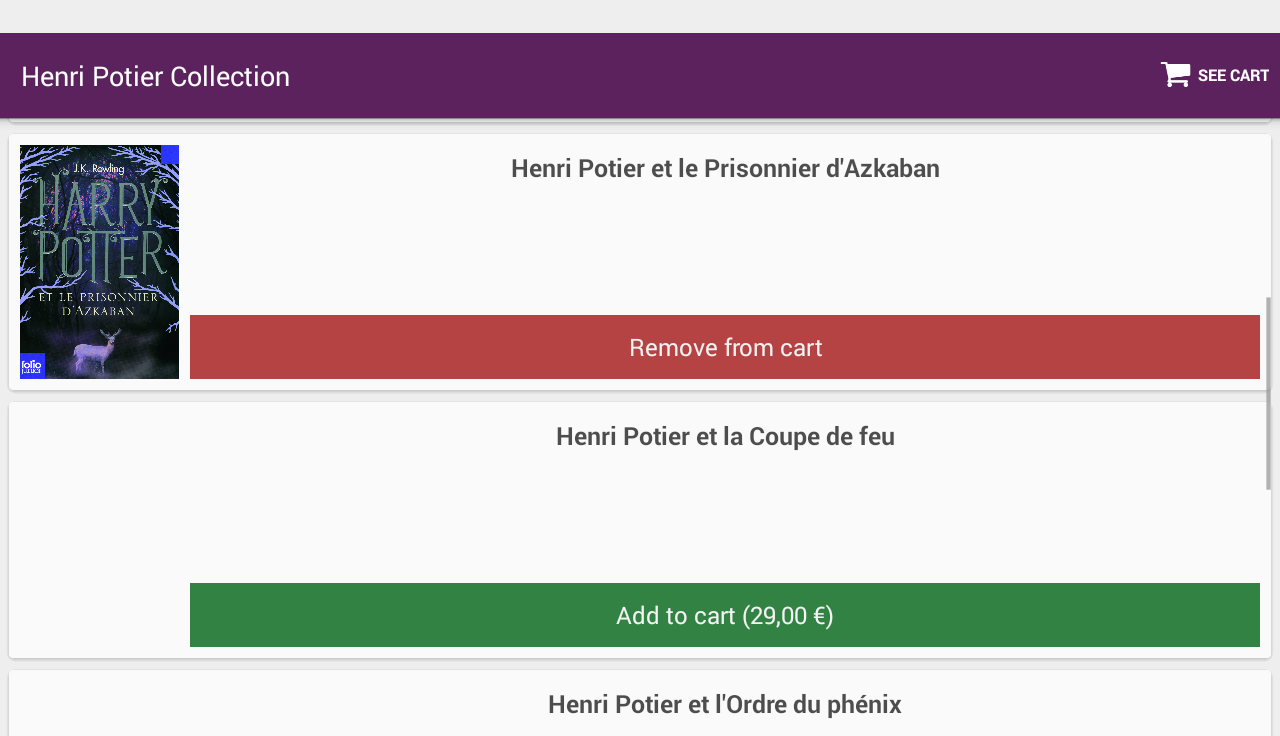 Henri Potier Collection
SEE CART
J.K. Rowling
HARRY
POTTER
ET LE PRISONNIER
D'AZKABAN
folio
Henri Potier et le Prisonnier d'Azkaban
Remove from cart
Henri Potier et la Coupe de feu
Add to cart (29,00 €)
Henri Potier et l'Ordre du phénix